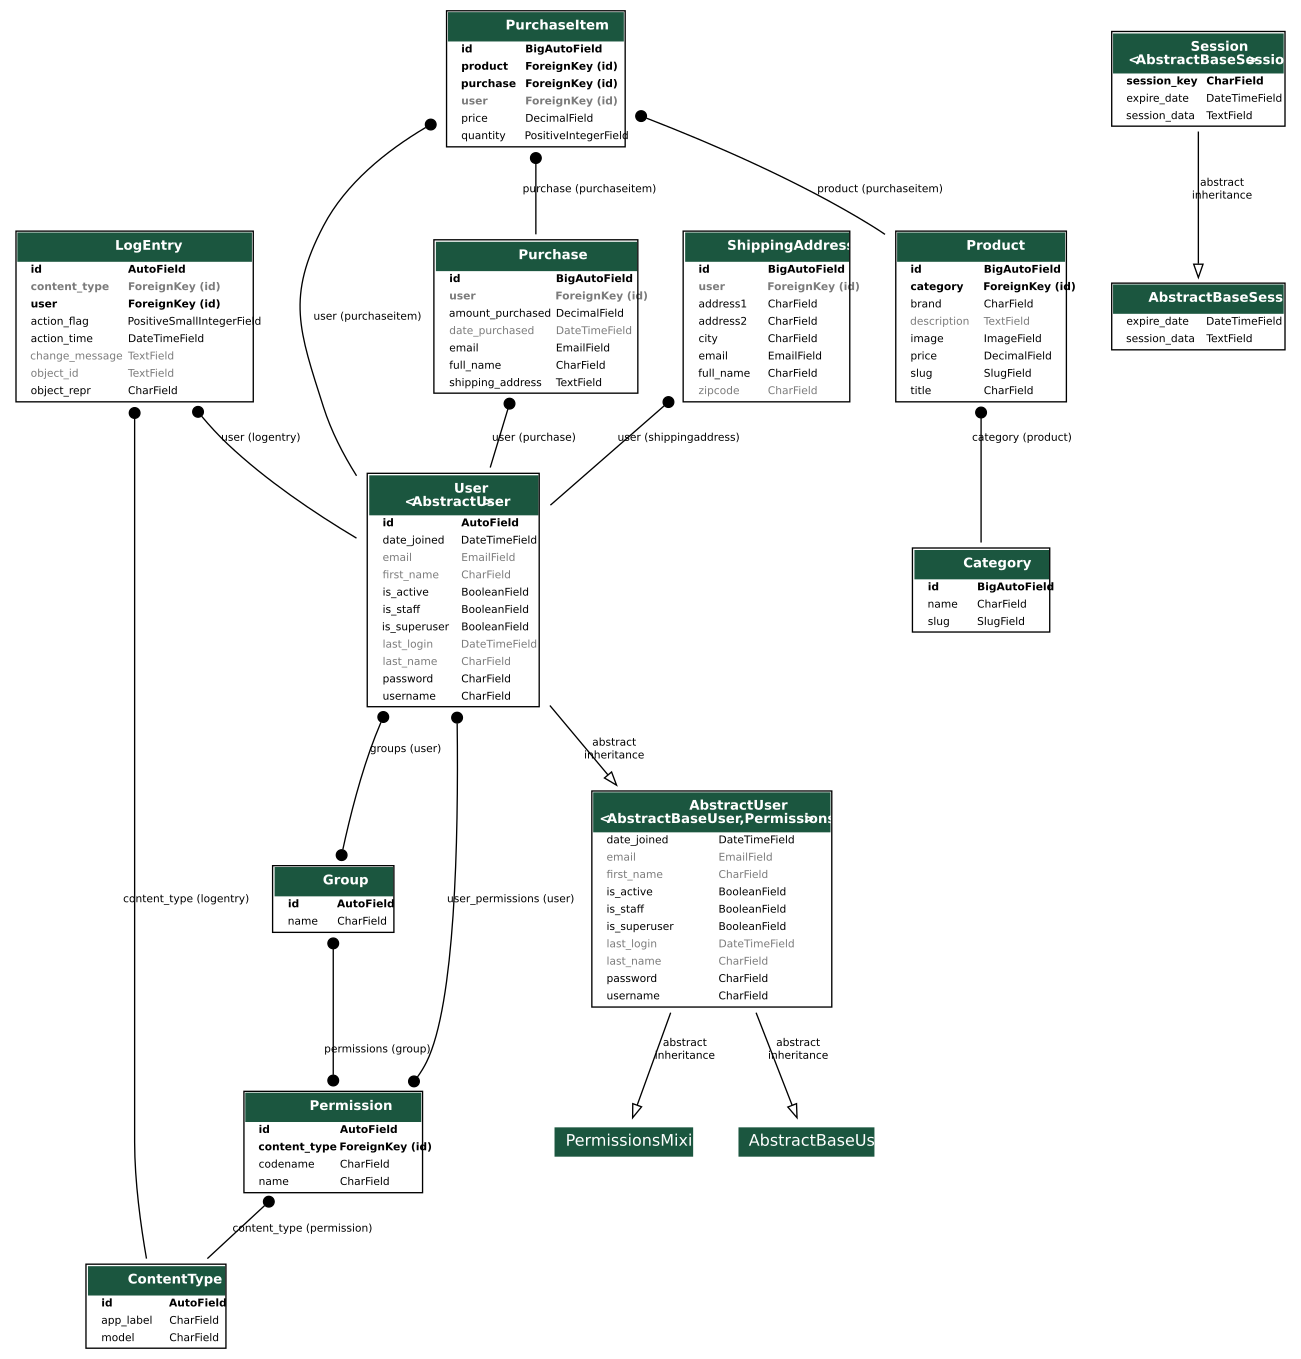 PurchaseItem
id BigAutoField
product ForeignKey (id)
purchase ForeignKey (id)
user ForeignKey (id)
price DecimalField
quantity PositiveIntegerField
Session
<AbstractBaseSessio>
session_key CharField
expire_date DateTimeField
session_data TextField
purchase (purchaseitem)
product (purchaseitem)
abstract
inheritance
LogEntry
id AutoField
content_type ForeignKey (id)
user ForeignKey (id)
action_flag PositiveSmallIntegerField
action_time DateTimeField
change_message TextField
object_id TextField
object_repr CharField
user (purchaseitem)
Purchase
id BigAutoField
user ForeignKey (id)
amount_purchased DecimalField
date_purchased DateTimeField
email EmailField
full_name CharField
shipping_address TextField
ShippingAddress
id BigAutoField
user ForeignKey (id)
address1 CharField
address2 CharField
city CharField
email EmailField
full_name CharField
zipcode CharField
Product
id BigAutoField
category ForeignKey (id)
brand CharField
description TextField
image ImageField
price DecimalField
slug SlugField
title CharField
AbstractBaseSess
expire_date DateTimeField
session_data TextField
user (logentry)
user (purchase)
user (shippingaddress)
category (product)
User
<AbstractUser>
id AutoField
date_joined DateTimeField
email EmailField
first_name CharField
is_active BooleanField
is_staff BooleanField
is_superuser BooleanField
last_login DateTimeField
last_name CharField
password CharField
username CharField
Category
id BigAutoField
name CharField
slug SlugField
groups (user)
abstract
inheritance
AbstractUser
<AbstractBaseUser,Permissions>
date_joined DateTimeField
email EmailField
first_name CharField
is_active BooleanField
is_staff BooleanField
is_superuser BooleanField
last_login DateTimeField
last_name CharField
password CharField
username CharField
Group
id AutoField
name CharField
content_type (logentry)
user_permissions (user)
permissions (group)
abstract
inheritance
abstract
inheritance
Permission
id AutoField
content_type ForeignKey (id)
codename CharField
name CharField
PermissionsMixi
AbstractBaseUs
content_type (permission)
ContentType
id AutoField
app_label CharField
model CharField